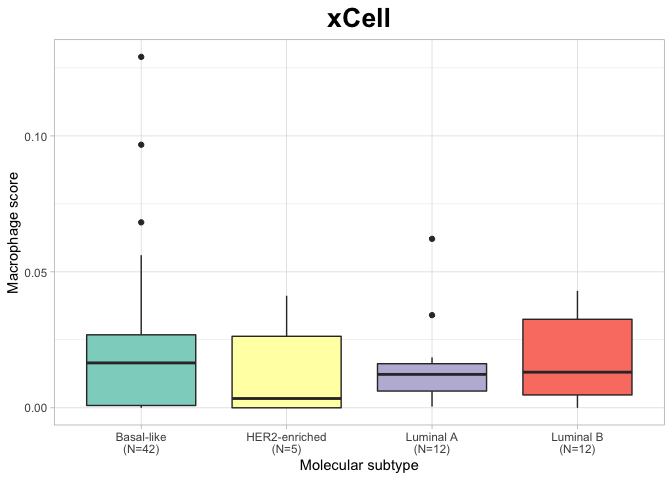 xCell
Macrophage score
0.10
0.05
0.00
Basal-like HER2-enriched Luminal A Luminal B
(N=42) (N=5) (N=12) (N=12)
Molecular subtype